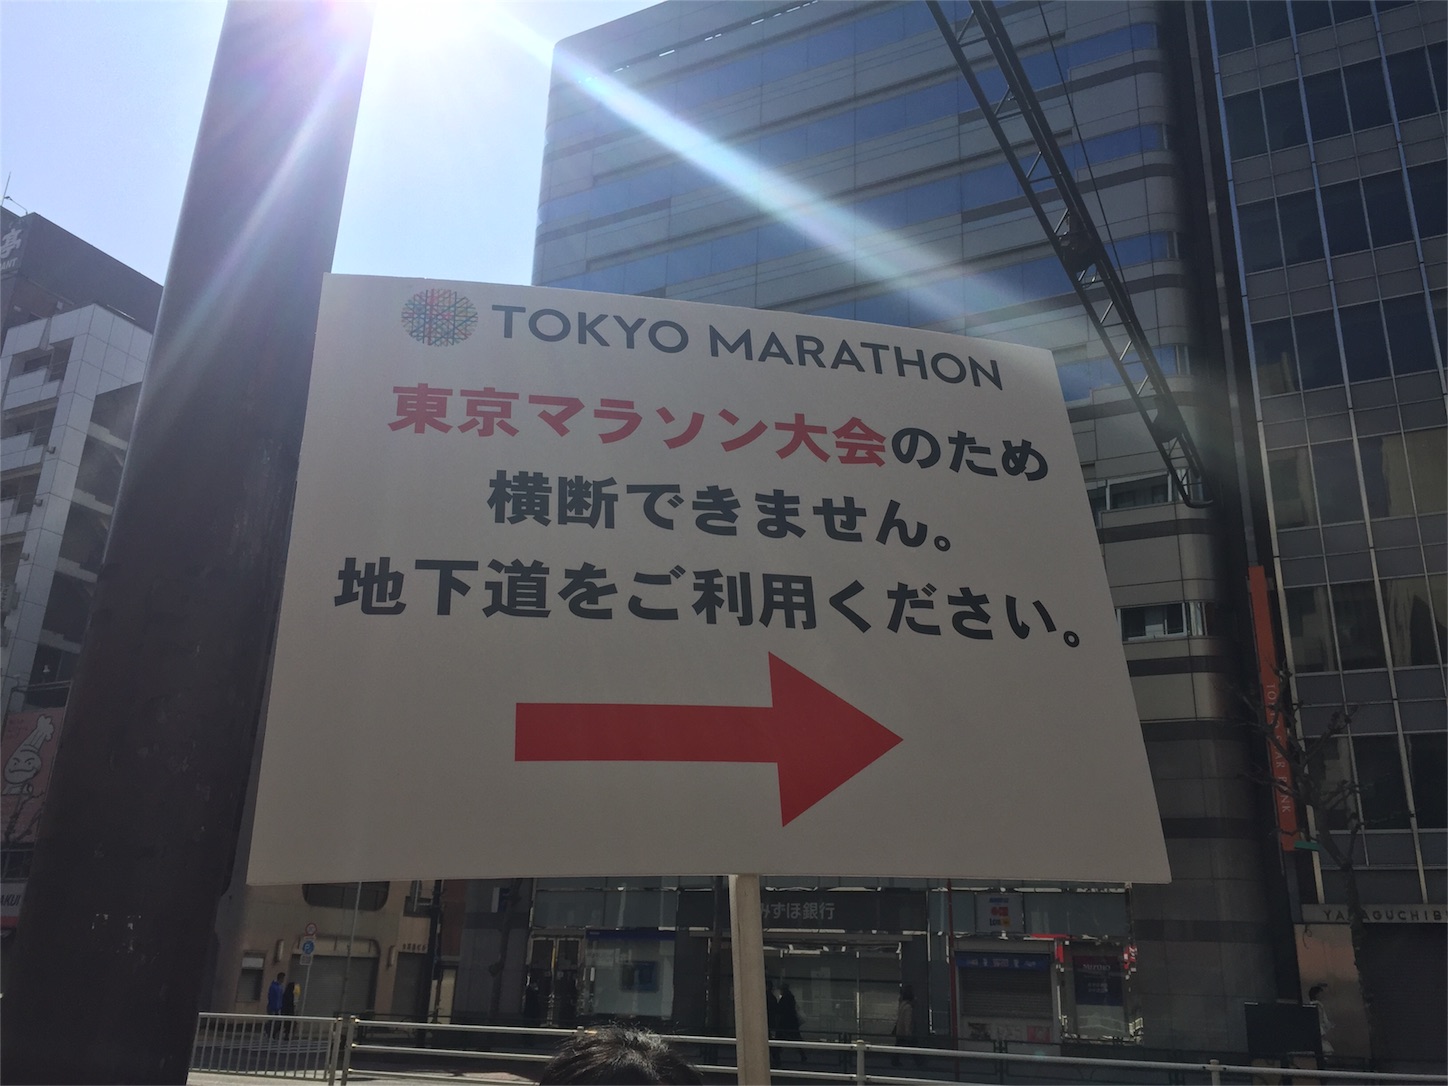 TOKYO MARATHON
東京マラソン大会のため
横断できません。
地下道をご利用ください。
みずほ銀行